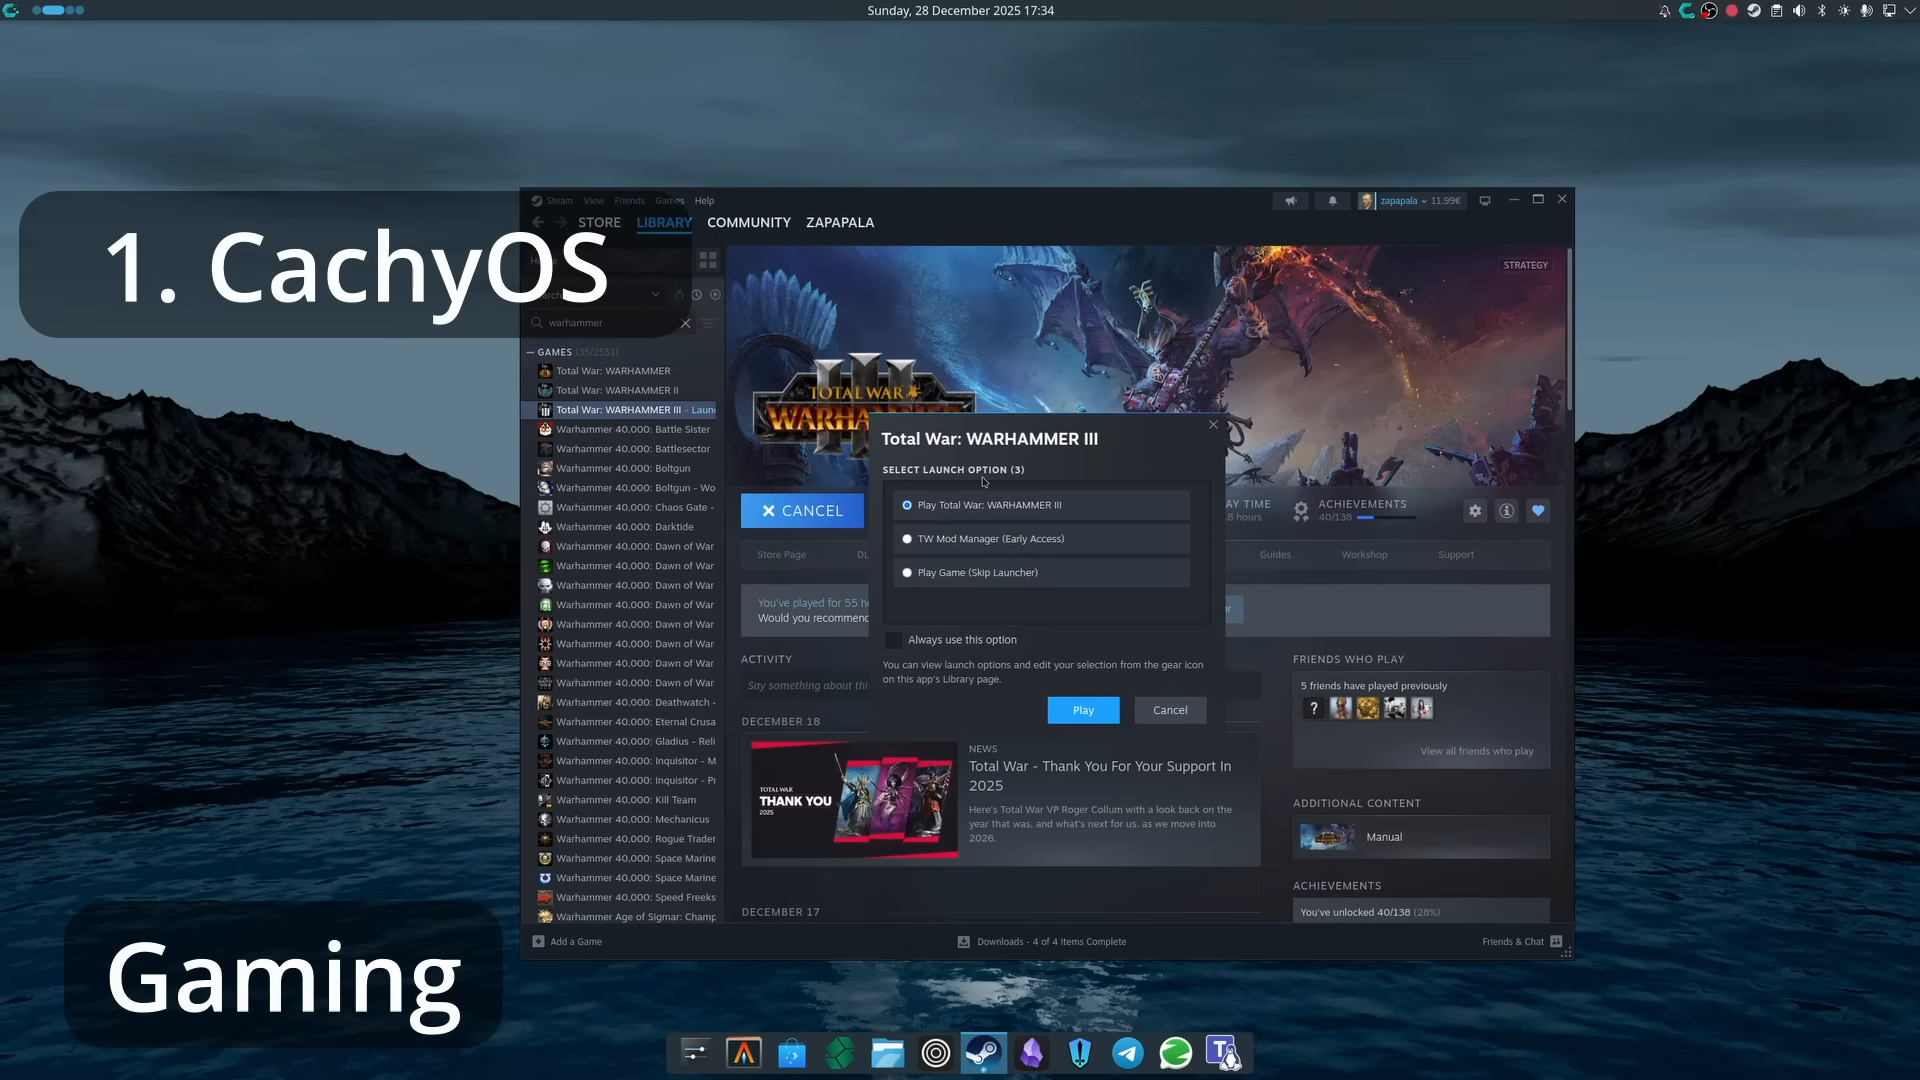 Sunday, 28 December 2025 17:34
1. CachyOS
Steam View Friends Games Help
zapapala 11.99€
STORE LIBRARY COMMUNITY ZAPAPALA
STRATEGY
warhammer
GAMES (35/2551)
Total War: WARHAMMER
Total War: WARHAMMER II
Total War: WARHAMMER III - Laun
Warhammer 40,000: Battle Sister
Warhammer 40,000: Battlesector
Warhammer 40,000: Boltgun
Warhammer 40,000: Boltgun - Wo
Warhammer 40,000: Chaos Gate -
Warhammer 40,000: Darktide
Warhammer 40,000: Dawn of War
Warhammer 40,000: Dawn of War
Warhammer 40,000: Dawn of War
Warhammer 40,000: Dawn of War
Warhammer 40,000: Dawn of War
Warhammer 40,000: Dawn of War
Warhammer 40,000: Dawn of War
Warhammer 40,000: Dawn of War
Warhammer 40,000: Deathwatch -
Warhammer 40,000: Eternal Crusa
Warhammer 40,000: Gladius - Reli
Warhammer 40,000: Inquisitor - M
Warhammer 40,000: Inquisitor - Pr
Warhammer 40,000: Kill Team
Warhammer 40,000: Mechanicus
Warhammer 40,000: Rogue Trader
Warhammer 40,000: Space Marine
Warhammer 40,000: Space Marine
Warhammer 40,000: Speed Freeks
Warhammer Age of Sigmar: Champ
III
TOTAL WAR
WARHAMMER
CANCEL
Total War: WARHAMMER III
SELECT LAUNCH OPTION (3)
Play Total War: WARHAMMER III
TW Mod Manager (Early Access)
Play Game (Skip Launcher)
Always use this option
You can view launch options and edit your selection from the gear icon
on this app's Library page.
Play Cancel
AY TIME
.8 hours
ACHIEVEMENTS
40/138
Store Page DL Guides Workshop Support
You've played for 55 h
Would you recommend
er
ACTIVITY
Say something about thi
DECEMBER 18
TOTAL WAR
THANK YOU
2025
NEWS
Total War - Thank You For Your Support In
2025
Here's Total War VP Roger Collum with a look back on the
year that was, and what's next for us, as we move into
2026.
DECEMBER 17
FRIENDS WHO PLAY
5 friends have played previously
?
View all friends who play
ADDITIONAL CONTENT
Manual
ACHIEVEMENTS
You've unlocked 40/138 (28%)
Add a Game
Downloads - 4 of 4 Items Complete
Friends & Chat
Gaming